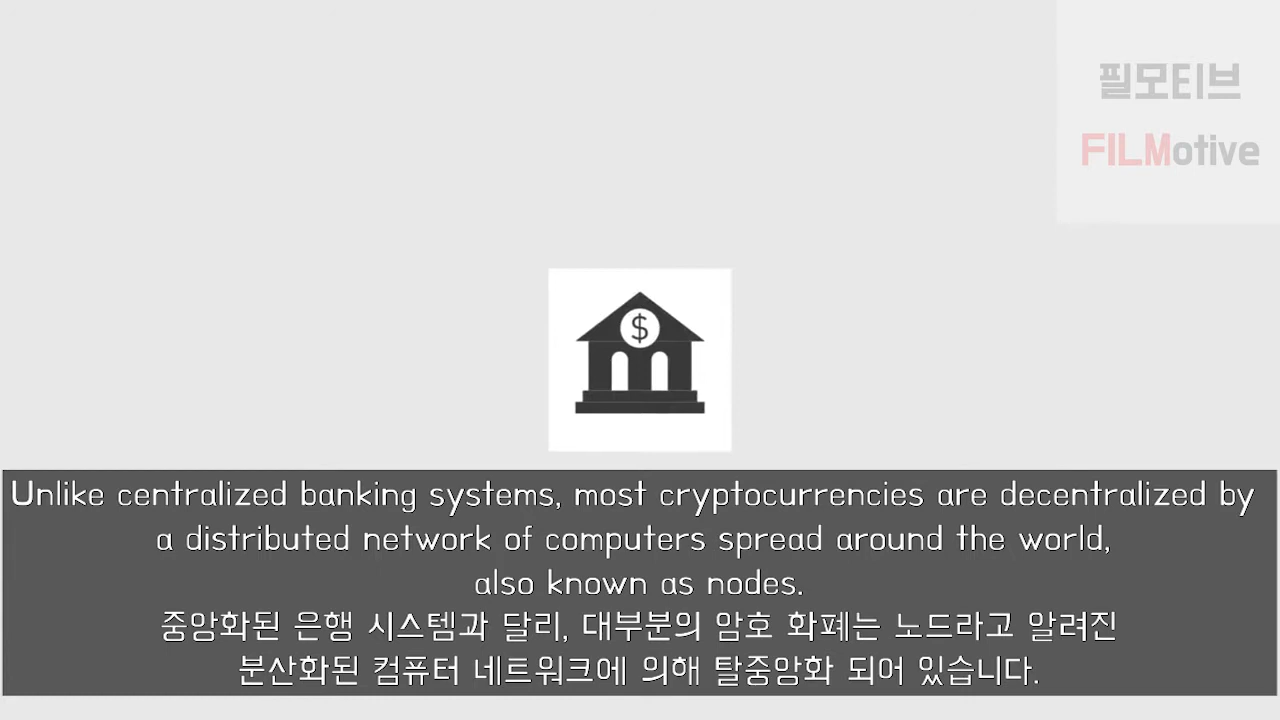 필모티브
FILMotive
$
Unlike centralized banking systems, most cryptocurrencies are decentralized by
a distributed network of computers spread around the world,
also known as nodes.
중앙화된 은행 시스템과 달리, 대부분의 암호 화폐는 노드라고 알려진
분산화된 컴퓨터 네트워크에 의해 탈중앙화 되어 있습니다.